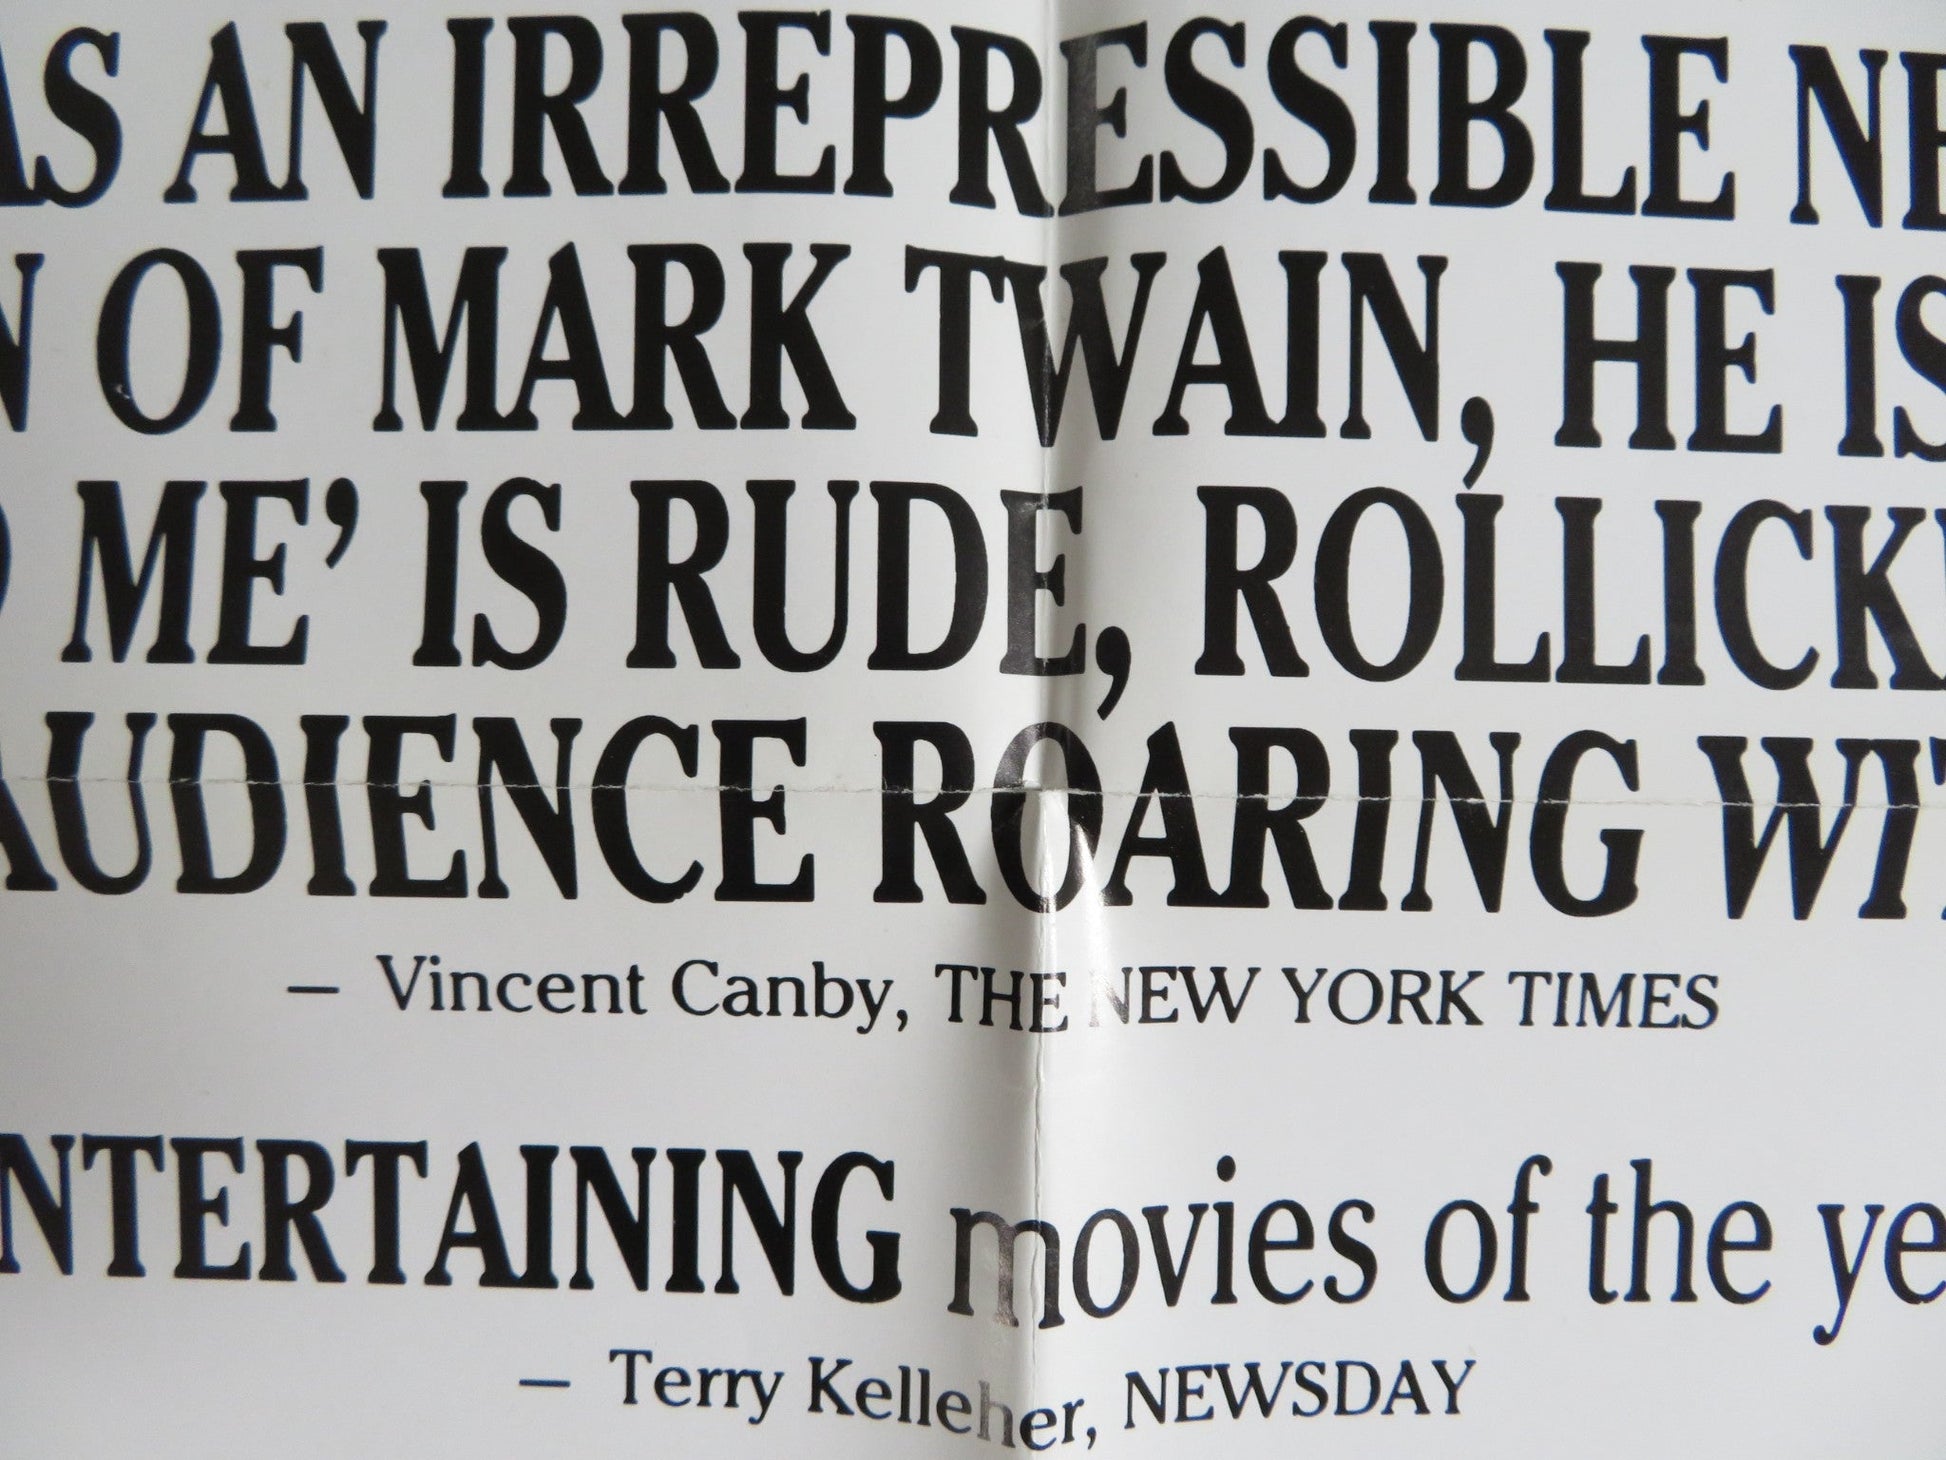 AS AN IRREPRESSIBLE NE
N OF MARK TWAIN, HE IS
ME' IS RUDE, ROLLICK
AUDIENCE ROARING WIT
– Vincent Canby, THE NEW YORK TIMES
NTERTAINING movies of the ye
– Terry Kelleher, NEWSDAY